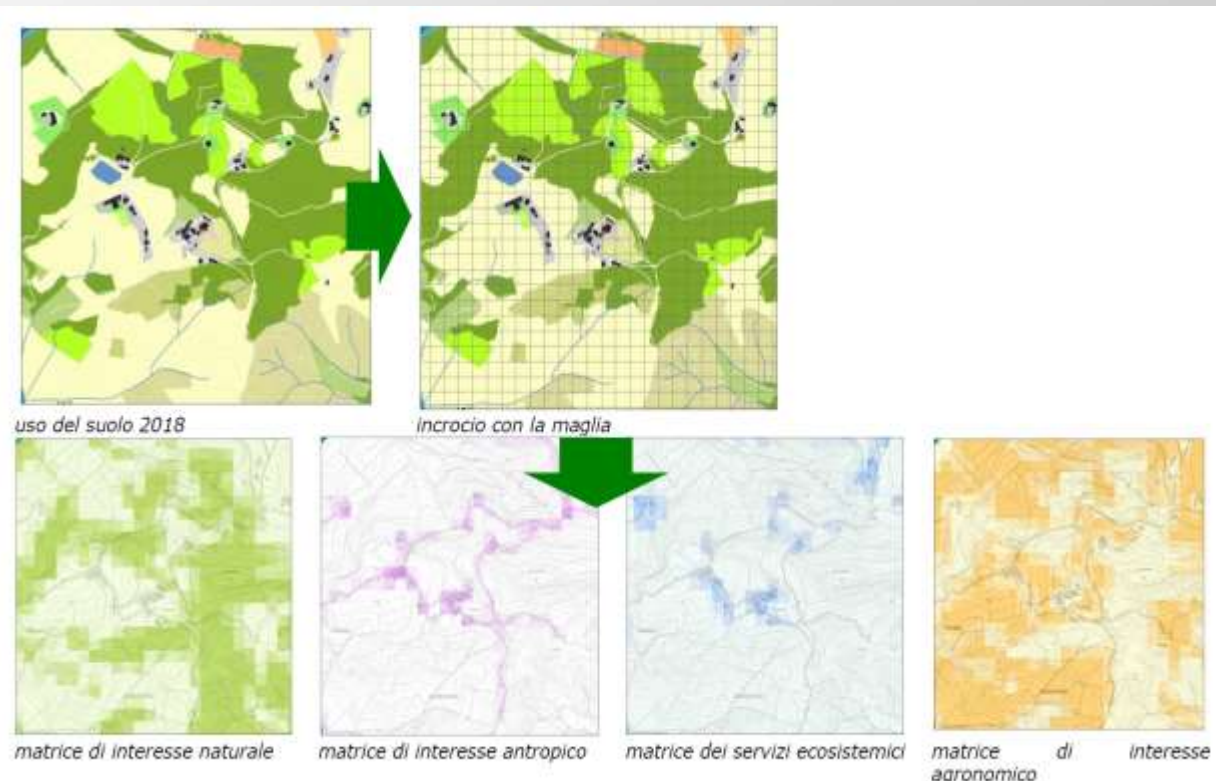 uso del suolo 2018
incrocio con la maglia
matrice di interesse naturale
matrice di interesse antropico
matrice dei servizi ecosistemici
matrice di interesse
agronomico